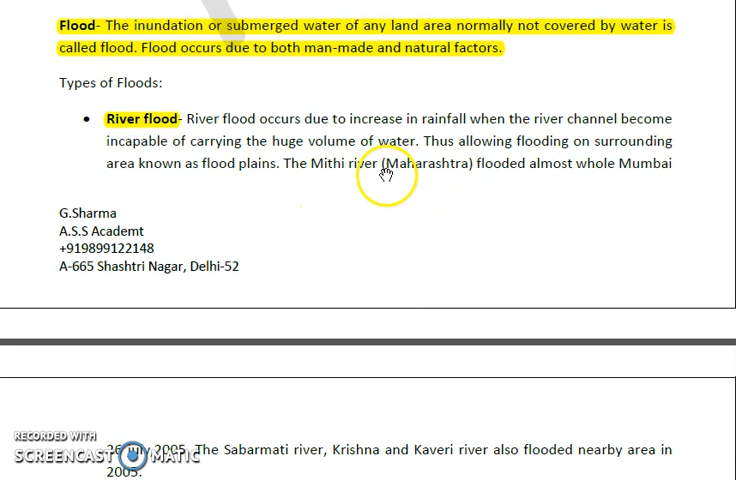 Flood- The inundation or submerged water of any land area normally not covered by water is
called flood. Flood occurs due to both man-made and natural factors.
Types of Floods:
• River flood- River flood occurs due to increase in rainfall when the river channel become
incapable of carrying the huge volume of water. Thus allowing flooding on surrounding
area known as flood plains. The Mithi river (Maharashtra) flooded almost whole Mumbai
G.Sharma
A.S.S Academt
+919899122148
A-665 Shashtri Nagar, Delhi-52
26 July 2005. The Sabarmati river, Krishna and Kaveri river also flooded nearby area in
2005.
RECORDED WITH
SCREENCAST MATIC